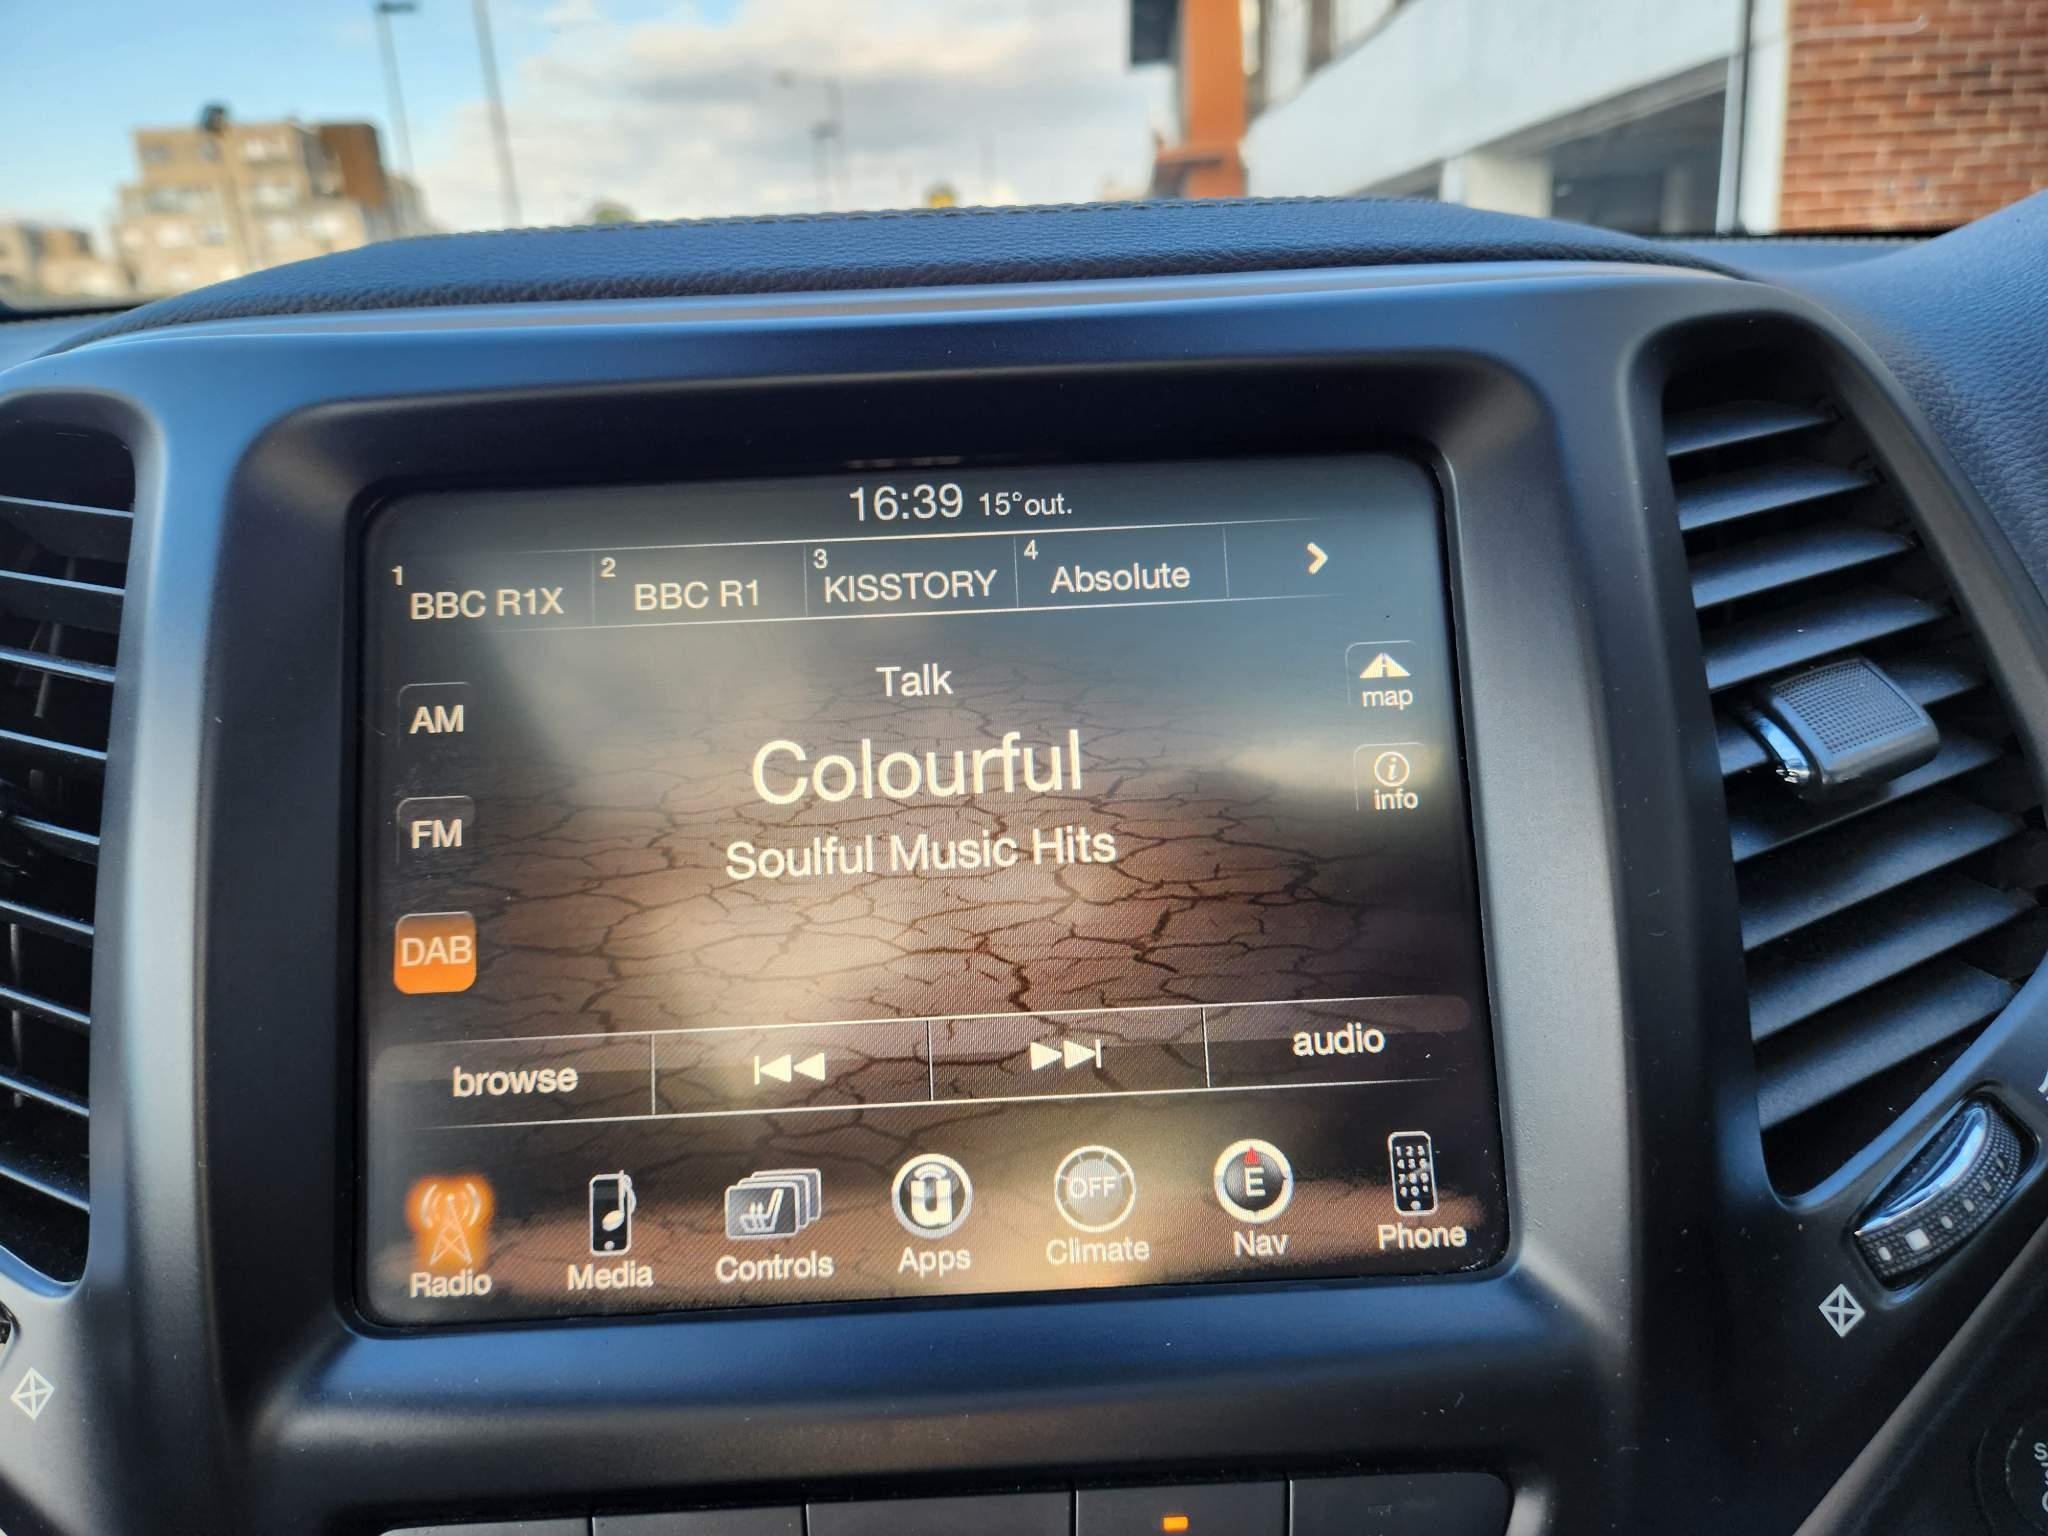 16:39 15°out.
1 BBC R1X
2 BBC R1
3 KISSTORY
4 Absolute
Talk
map
AM
Colourful
info
FM
Soulful Music Hits
DAB
browse
audio
OFF
E
Radio
Media
Controls
Apps
Climate
Nav
Phone